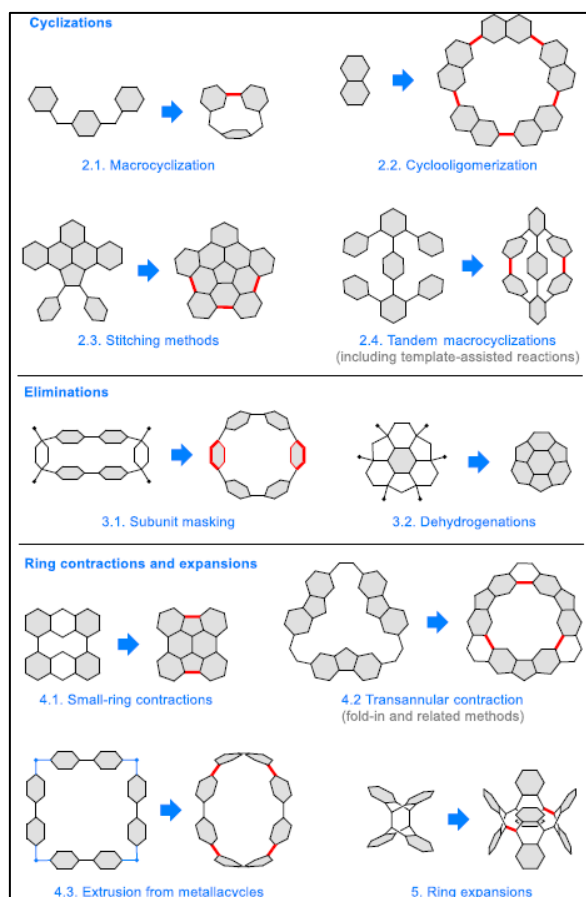 Cyclizations
2.1. Macrocyclization
2.2. Cyclooligomerization
2.3. Stitching methods
2.4. Tandem macrocyclizations
(including template-assisted reactions)
Eliminations
3.1. Subunit masking
3.2. Dehydrogenations
Ring contractions and expansions
4.1. Small-ring contractions
4.2 Transannular contraction
(fold-in and related methods)
4.3. Extrusion from metallacycles
5. Ring expansions